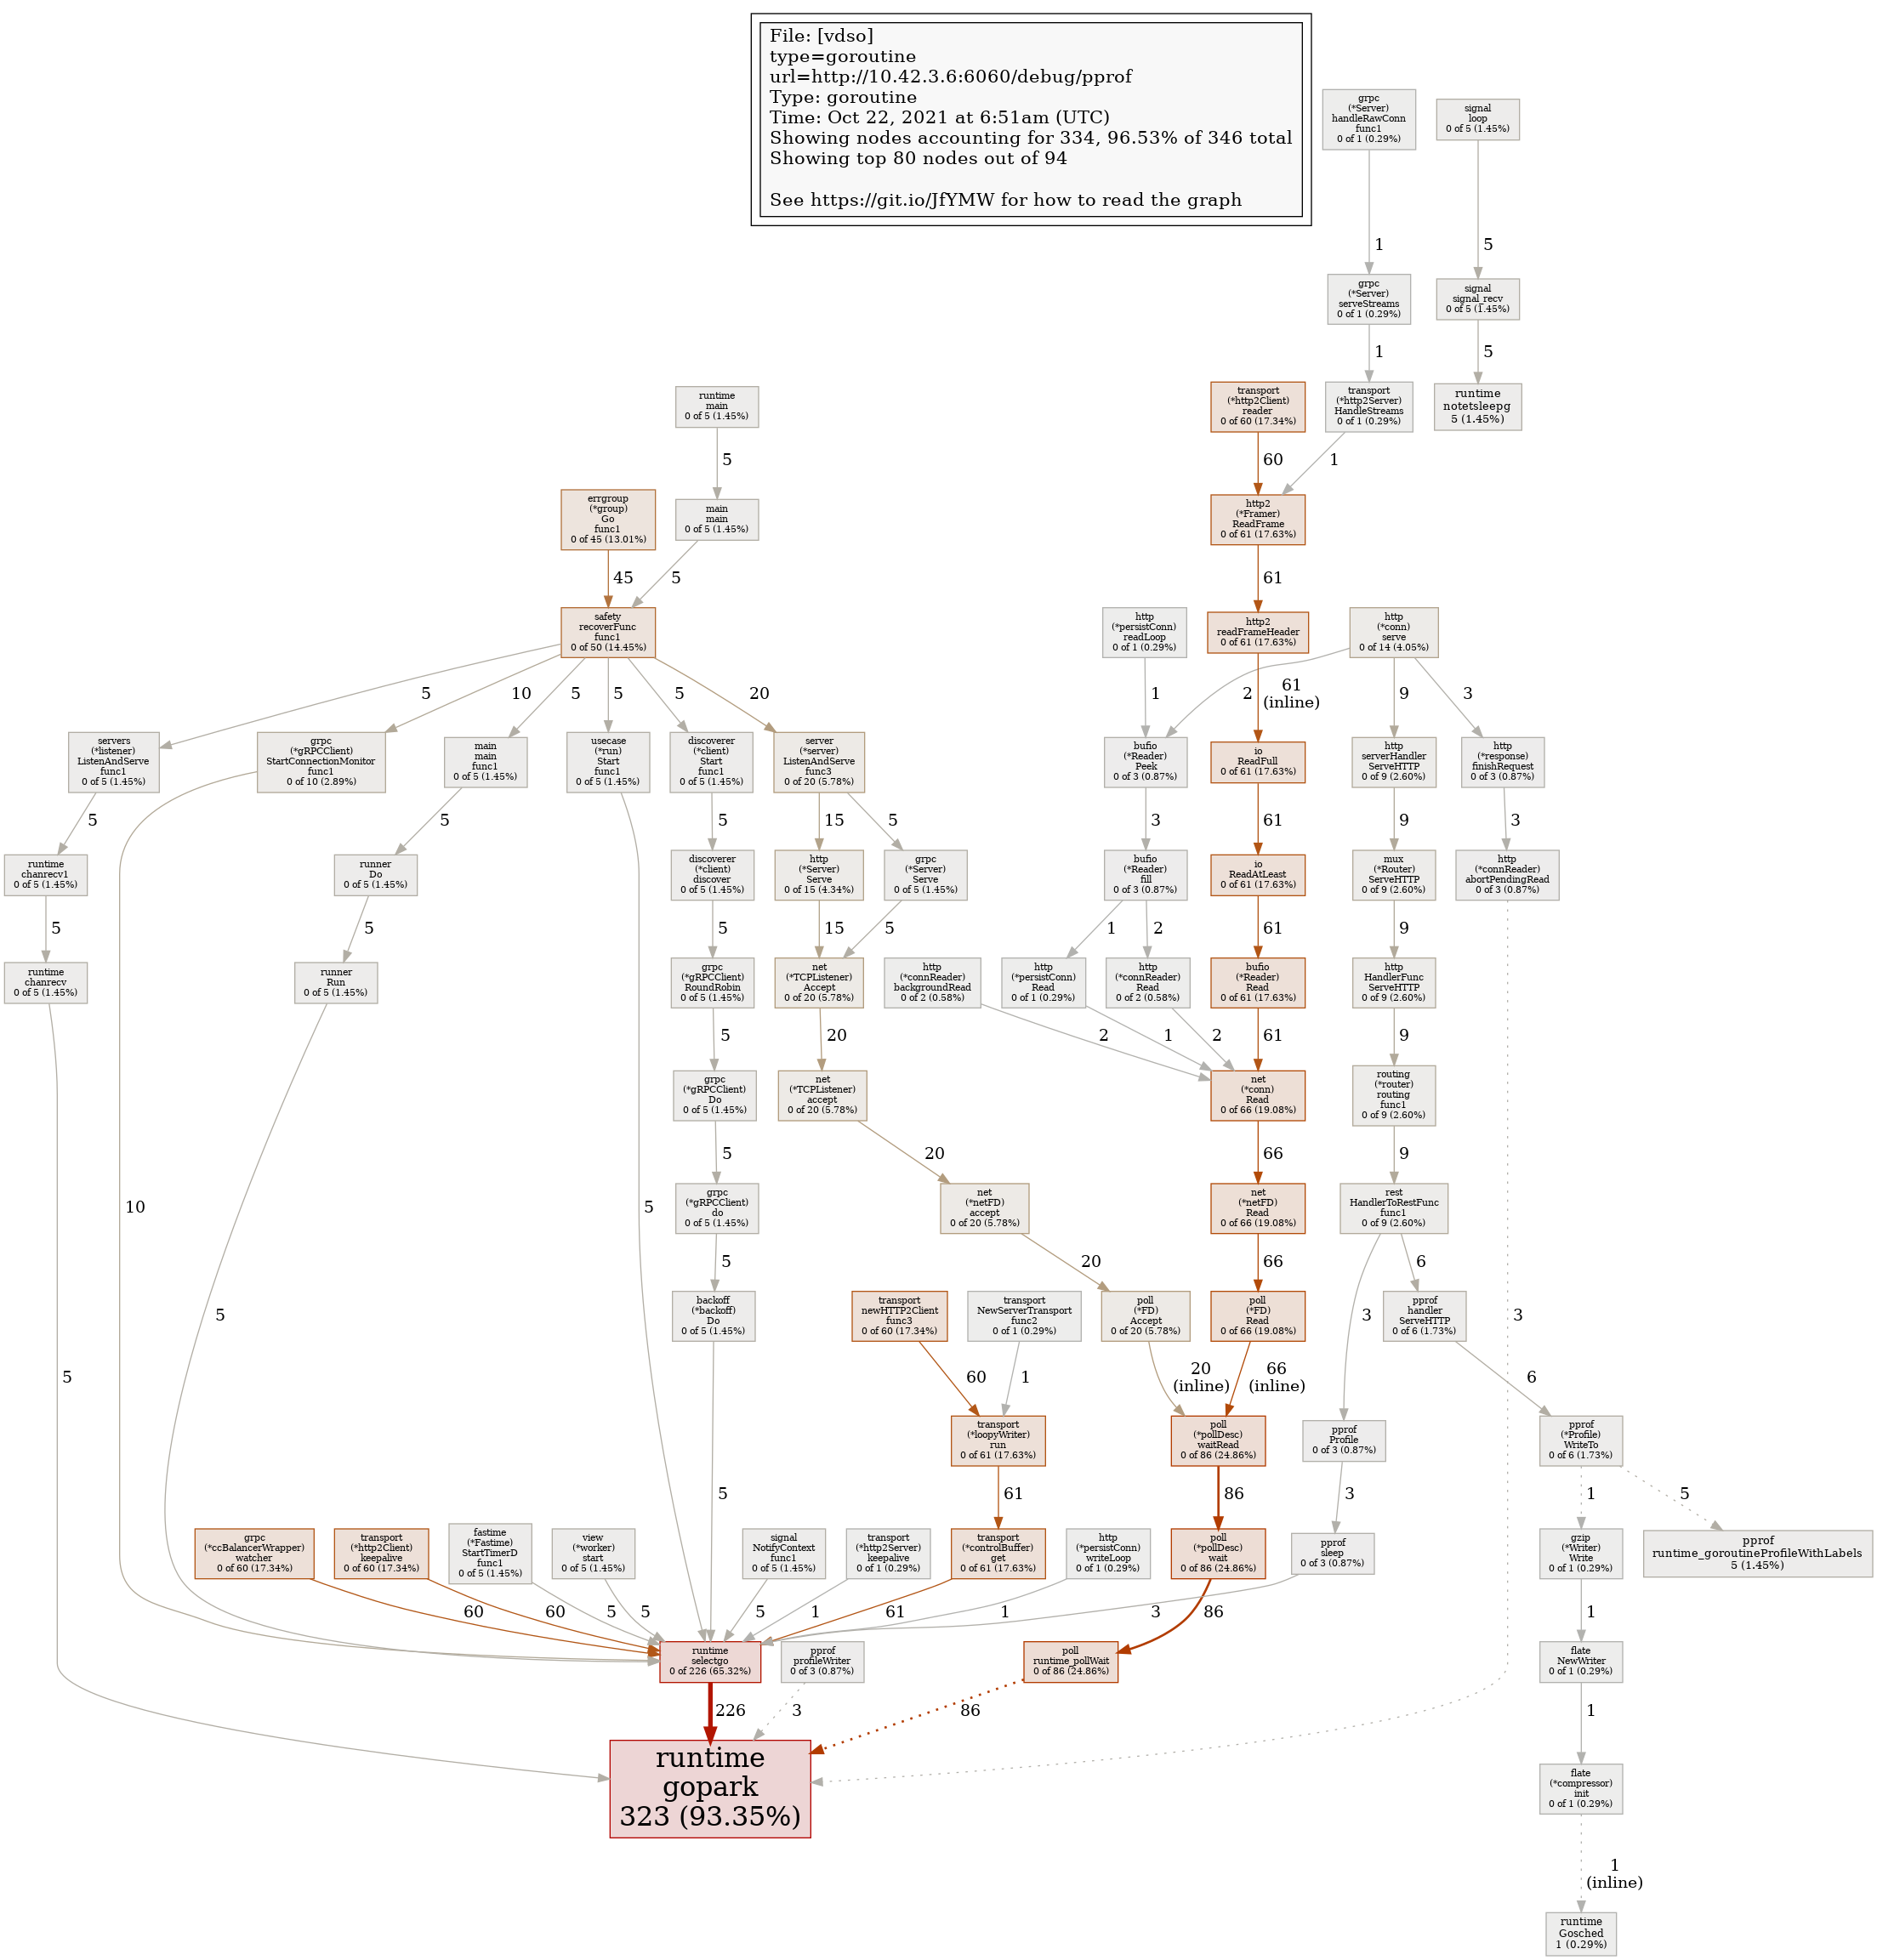 File: [vdso]
type=goroutine
url=http://10.42.3.6:6060/debug/pprof
Type: goroutine
Time: Oct 22, 2021 at 6:51am (UTC)
Showing nodes accounting for 334, 96.53% of 346 total
Showing top 80 nodes out of 94
See https://git.io/JfYMW for how to read the graph
grpc
(*Server)
handleRawConn
func1
0 of 1 (0.29%)
signal
loop
0 of 5 (1.45%)
1
5
grpc
(*Server)
serveStreams
0 of 1 (0.29%)
signal
signal_recv
0 of 5 (1.45%)
1
5
runtime
main
0 of 5 (1.45%)
transport
(*http2Client)
reader
0 of 60 (17.34%)
transport
(*http2Server)
HandleStreams
0 of 1 (0.29%)
runtime
notetsleepg
5 (1.45%)
5
60
1
errgroup
(*group)
Go
func1
0 of 45 (13.01%)
main
main
0 of 5 (1.45%)
http2
(*Framer)
ReadFrame
0 of 61 (17.63%)
45
5
61
safety
recoverFunc
func1
0 of 50 (14.45%)
http
(*persistConn)
readLoop
0 of 1 (0.29%)
http2
readFrameHeader
0 of 61 (17.63%)
http
(*conn)
serve
0 of 14 (4.05%)
5
10
5
5
5
20
1
2
61
(inline)
9
3
servers
(*listener)
ListenAndServe
func1
0 of 5 (1.45%)
grpc
(*gRPCClient)
StartConnectionMonitor
func1
0 of 10 (2.89%)
main
main
func1
0 of 5 (1.45%)
usecase
(*run)
Start
func1
0 of 5 (1.45%)
discoverer
(*client)
Start
func1
0 of 5 (1.45%)
server
(*server)
ListenAndServe
func3
0 of 20 (5.78%)
bufio
(*Reader)
Peek
0 of 3 (0.87%)
io
ReadFull
0 of 61 (17.63%)
http
serverHandler
ServeHTTP
0 of 9 (2.60%)
http
(*response)
finishRequest
0 of 3 (0.87%)
5
5
5
15
5
3
61
9
3
runtime
chanrecv1
0 of 5 (1.45%)
runner
Do
0 of 5 (1.45%)
discoverer
(*client)
discover
0 of 5 (1.45%)
http
(*Server)
Serve
0 of 15 (4.34%)
grpc
(*Server)
Serve
0 of 5 (1.45%)
bufio
(*Reader)
fill
0 of 3 (0.87%)
io
ReadAtLeast
0 of 61 (17.63%)
mux
(*Router)
ServeHTTP
0 of 9 (2.60%)
http
(*connReader)
abortPendingRead
0 of 3 (0.87%)
5
5
5
15
5
1
2
61
9
runtime
chanrecv
0 of 5 (1.45%)
runner
Run
0 of 5 (1.45%)
grpc
(*gRPCClient)
RoundRobin
0 of 5 (1.45%)
net
(*TCPListener)
Accept
0 of 20 (5.78%)
http
(*connReader)
backgroundRead
0 of 2 (0.58%)
http
(*persistConn)
Read
0 of 1 (0.29%)
http
(*connReader)
Read
0 of 2 (0.58%)
bufio
(*Reader)
Read
0 of 61 (17.63%)
http
HandlerFunc
ServeHTTP
0 of 9 (2.60%)
5
20
2
1
2
61
9
grpc
(*gRPCClient)
Do
0 of 5 (1.45%)
net
(*TCPListener)
accept
0 of 20 (5.78%)
net
(*conn)
Read
0 of 66 (19.08%)
routing
(*router)
routing
func1
0 of 9 (2.60%)
5
20
66
9
grpc
(*gRPCClient)
do
0 of 5 (1.45%)
net
(*netFD)
accept
0 of 20 (5.78%)
net
(*netFD)
Read
0 of 66 (19.08%)
rest
HandlerToRestFunc
func1
0 of 9 (2.60%)
10
5
5
20
66
3
6
3
5
backoff
(*backoff)
Do
0 of 5 (1.45%)
transport
newHTTP2Client
func3
0 of 60 (17.34%)
transport
NewServerTransport
func2
0 of 1 (0.29%)
poll
(*FD)
Accept
0 of 20 (5.78%)
poll
(*FD)
Read
0 of 66 (19.08%)
pprof
handler
ServeHTTP
0 of 6 (1.73%)
5
60
1
20
(inline)
66
(inline)
6
transport
(*loopyWriter)
run
0 of 61 (17.63%)
poll
(*pollDesc)
waitRead
0 of 86 (24.86%)
pprof
Profile
0 of 3 (0.87%)
pprof
(*Profile)
WriteTo
0 of 6 (1.73%)
5
61
86
3
1
5
grpc
(*ccBalancerWrapper)
watcher
0 of 60 (17.34%)
transport
(*http2Client)
keepalive
0 of 60 (17.34%)
fastime
(*Fastime)
StartTimerD
func1
0 of 5 (1.45%)
view
(*worker)
start
0 of 5 (1.45%)
signal
NotifyContext
func1
0 of 5 (1.45%)
transport
(*http2Server)
keepalive
0 of 1 (0.29%)
transport
(*controlBuffer)
get
0 of 61 (17.63%)
http
(*persistConn)
writeLoop
0 of 1 (0.29%)
poll
(*pollDesc)
wait
0 of 86 (24.86%)
pprof
sleep
0 of 3 (0.87%)
gzip
(*Writer)
Write
0 of 1 (0.29%)
pprof
runtime_goroutineProfileWithLabels
5 (1.45%)
60
60
5
5
5
1
61
1
3
86
1
runtime
selectgo
0 of 226 (65.32%)
pprof
profileWriter
0 of 3 (0.87%)
poll
runtime_pollWait
0 of 86 (24.86%)
flate
NewWriter
0 of 1 (0.29%)
226
3
86
1
runtime
gopark
323 (93.35%)
flate
(*compressor)
init
0 of 1 (0.29%)
1
(inline)
runtime
Gosched
1 (0.29%)